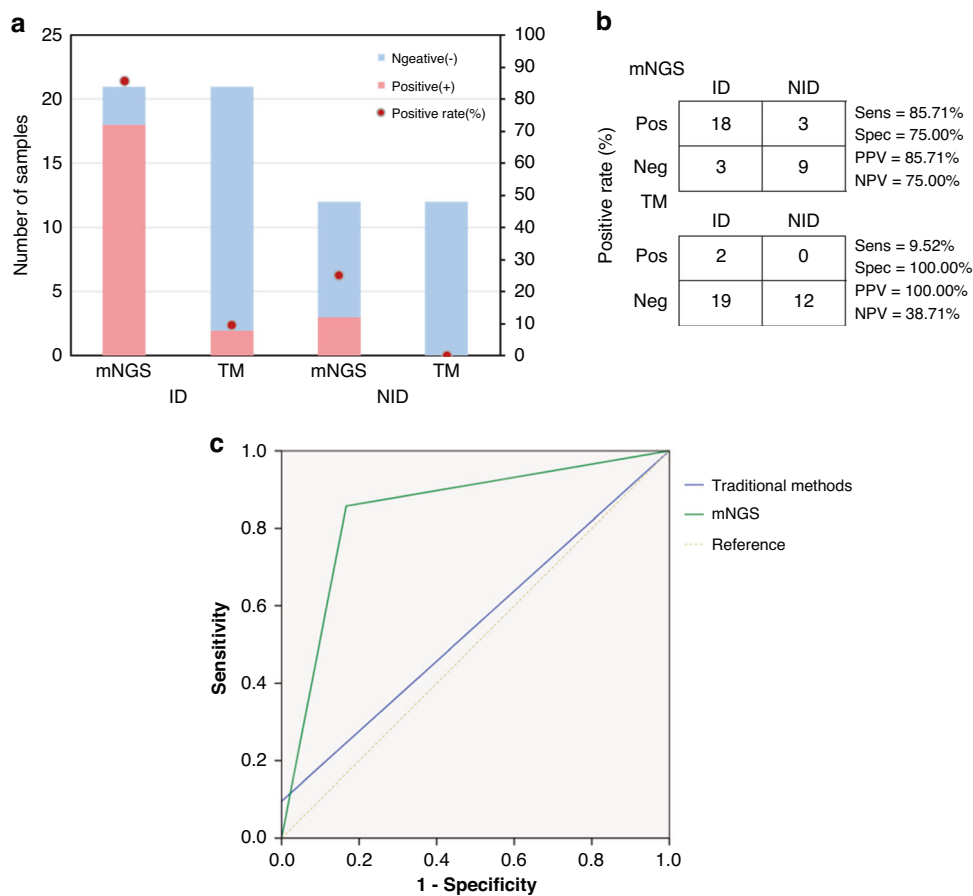 a
25
20
15
10
5
0
Number of samples
100
90
80
70
60
50
40
30
20
10
0
Positive rate (%)
Ngeative(-)
Positive(+)
Positive rate(%)
mNGS TM mNGS TM
ID NID
b
mNGS
ID NID
Pos 18 3
Neg 3 9
Sens = 85.71%
Spec = 75.00%
PPV = 85.71%
NPV = 75.00%
TM
ID NID
Pos 2 0
Neg 19 12
Sens = 9.52%
Spec = 100.00%
PPV = 100.00%
NPV = 38.71%
c
1.0
0.8
0.6
0.4
0.2
0.0
Sensitivity
0.0 0.2 0.4 0.6 0.8 1.0
1 - Specificity
Traditional methods
mNGS
Reference